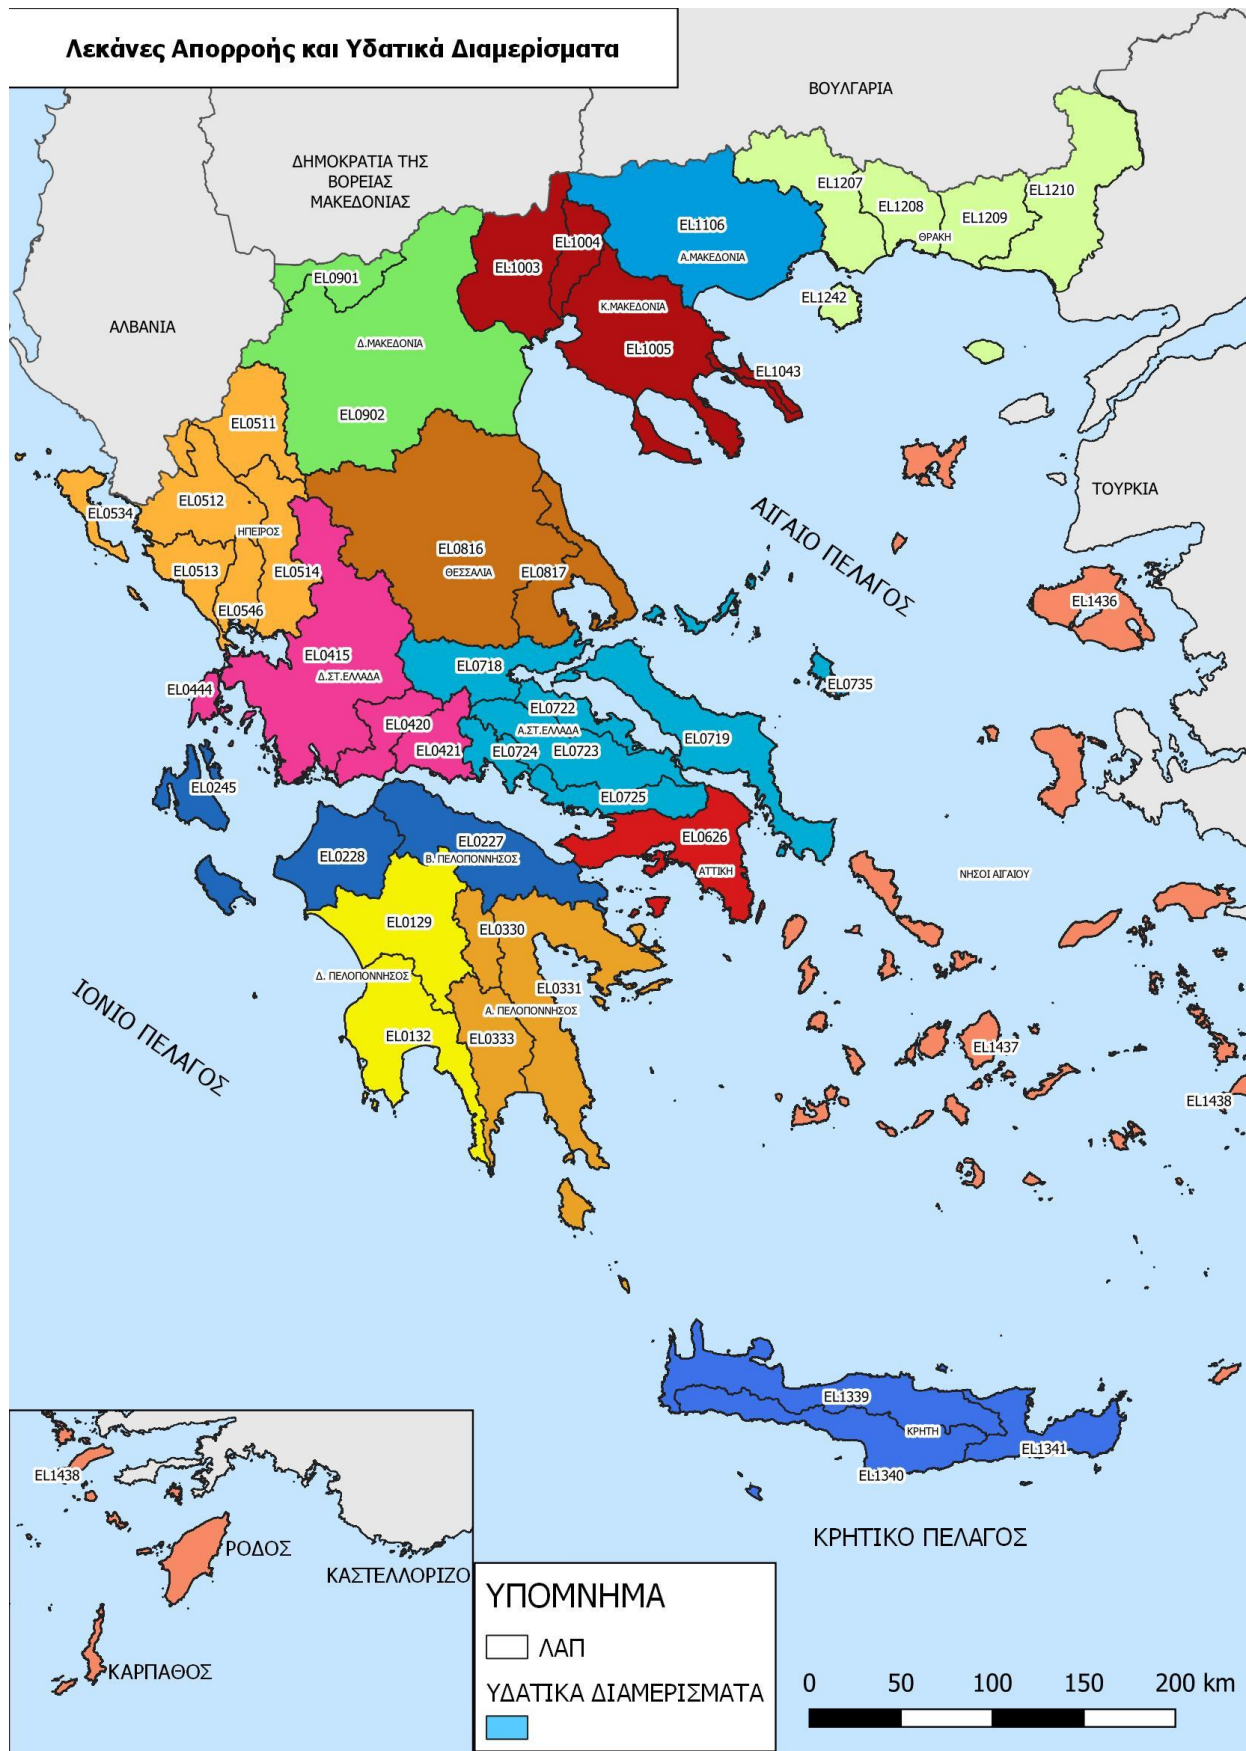 Λεκάνες Απορροής και Υδατικά Διαμερίσματα
ΒΟΥΛΓΑΡΙΑ
ΔΗΜΟΚΡΑΤΙΑ ΤΗΣ
ΒΟΡΕΙΑΣ
ΜΑΚΕΔΟΝΙΑΣ
EL1207
EL1210
EL1208
EL1209
ΘΡΑΚΗ
EL1106
Α.ΜΑΚΕΔΟΝΙΑ
EL1004
EL1003
EL0901
EL1242
Κ.ΜΑΚΕΔΟΝΙΑ
ΑΛΒΑΝΙΑ
Δ.ΜΑΚΕΔΟΝΙΑ
EL1005
EL1043
EL0902
EL0511
ΤΟΥΡΚΙΑ
EL0512
EL0534
ΗΠΕΙΡΟΣ
ΑΙΓΑΙΟ ΠΕΛΑΓΟΣ
EL0816
ΘΕΣΣΑΛΙΑ
EL0817
EL0513
EL0514
EL0546
EL1436
EL0415
Δ.ΣΤ.ΕΛΛΑΔΑ
EL0718
EL0444
EL0735
EL0722
EL0420
Α.ΣΤ.ΕΛΛΑΔΑ
EL0719
EL0421
EL0724
EL0723
EL0245
EL0725
EL0626
EL0227
EL0228
Β. ΠΕΛΟΠΟΝΝΗΣΟΣ
ΑΤΤΙΚΗ
ΝΗΣΟΙ ΑΙΓΑΙΟΥ
EL0129
EL0330
Δ. ΠΕΛΟΠΟΝΝΗΣΟΣ
EL0331
Α. ΠΕΛΟΠΟΝΝΗΣΟΣ
ΙΟΝΙΟ ΠΕΛΑΓΟΣ
EL0132
EL0333
EL1437
EL1438
EL1339
ΚΡΗΤΗ
EL1341
EL1340
ΚΡΗΤΙΚΟ ΠΕΛΑΓΟΣ
EL1438
ΡΟΔΟΣ
ΚΑΣΤΕΛΛΟΡΙΖΟ
ΚΑΡΠΑΘΟΣ
ΥΠΟΜΝΗΜΑ
ΛΑΠ
ΥΔΑΤΙΚΑ ΔΙΑΜΕΡΙΣΜΑΤΑ
0 50 100 150 200 km